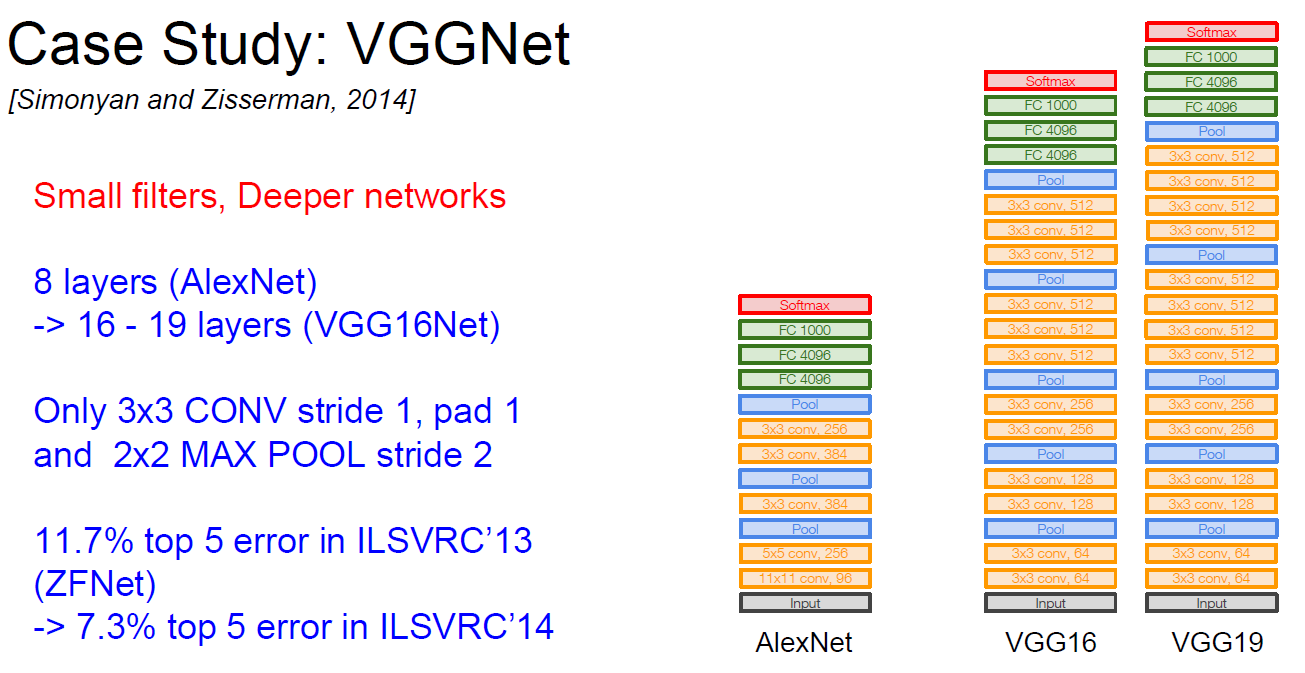 Case Study: VGGNet
[Simonyan and Zisserman, 2014]
Small filters, Deeper networks
8 layers (AlexNet)
-> 16 - 19 layers (VGG16Net)
Only 3x3 CONV stride 1, pad 1
and 2x2 MAX POOL stride 2
11.7% top 5 error in ILSVRC’13
(ZFNet)
-> 7.3% top 5 error in ILSVRC’14
Softmax
FC 1000
FC 4096
FC 4096
Pool
3x3 conv, 256
3x3 conv, 384
Pool
3x3 conv, 384
Pool
5x5 conv, 256
11x11 conv, 96
Input
AlexNet
Softmax
FC 1000
FC 4096
FC 4096
Pool
3x3 conv, 512
3x3 conv, 512
3x3 conv, 512
Pool
3x3 conv, 512
3x3 conv, 512
3x3 conv, 512
Pool
3x3 conv, 256
3x3 conv, 256
Pool
3x3 conv, 128
3x3 conv, 128
Pool
3x3 conv, 64
3x3 conv, 64
Input
VGG16
Softmax
FC 1000
FC 4096
FC 4096
Pool
3x3 conv, 512
3x3 conv, 512
3x3 conv, 512
3x3 conv, 512
Pool
3x3 conv, 512
3x3 conv, 512
3x3 conv, 512
3x3 conv, 512
Pool
3x3 conv, 256
3x3 conv, 256
Pool
3x3 conv, 128
3x3 conv, 128
Pool
3x3 conv, 64
3x3 conv, 64
Input
VGG19